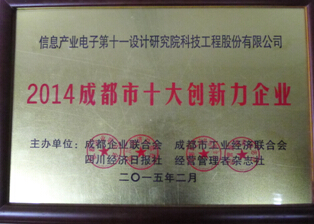 信息产业电子第十一设计研究院科技工程股份有限公司
2014成都市十大创新力企业
主办单位：成都企业联合会 成都市工业经济联合会
四川经济日报社 经营管理者杂志社
二〇一五年二月